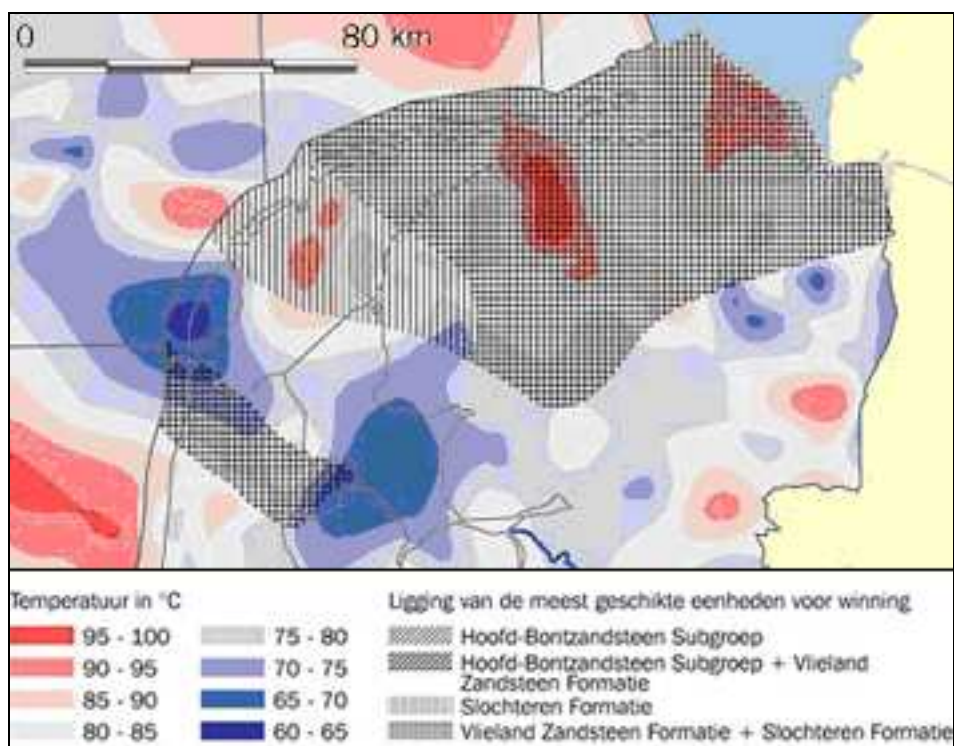 0 80 km
Temperatuur in °C
95 - 100
90 - 95
85 - 90
80 - 85
75 - 80
70 - 75
65 - 70
60 - 65
Ligging van de meest geschikte eenheden voor winning
Hoofd-Bontzandsteen Subgroep
Hoofd-Bontzandsteen Subgroep + Vlieland
Zandsteen Formatie
Slochteren Formatie
Vlieland Zandsteen Formatie + Slochteren Formatie